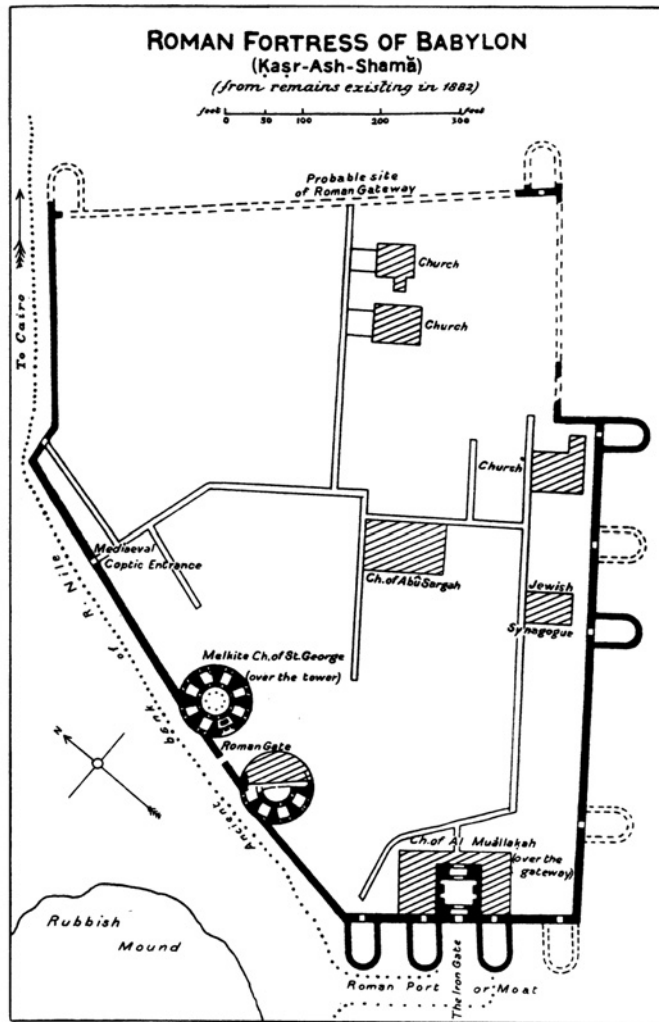 ROMAN FORTRESS OF BABYLON
(Ḳaṣr-Ash-Shamă)
(from remains existing in 1882)
feet 0 50 100 200 300 feet
Probable site
of Roman Gateway
To Cairo
Church
Church
Church
Mediaeval
Coptic Entrance
Ch. of Abû Sargah
Jewish
Synagogue
Melkite Ch. of St. George
(over the tower)
Roman Gate
Ancient bank of R. Nile
N
Ch. of Al Muâllaḳah
(over the
gateway)
Rubbish
Mound
The Iron Gate
Roman Port or Moat